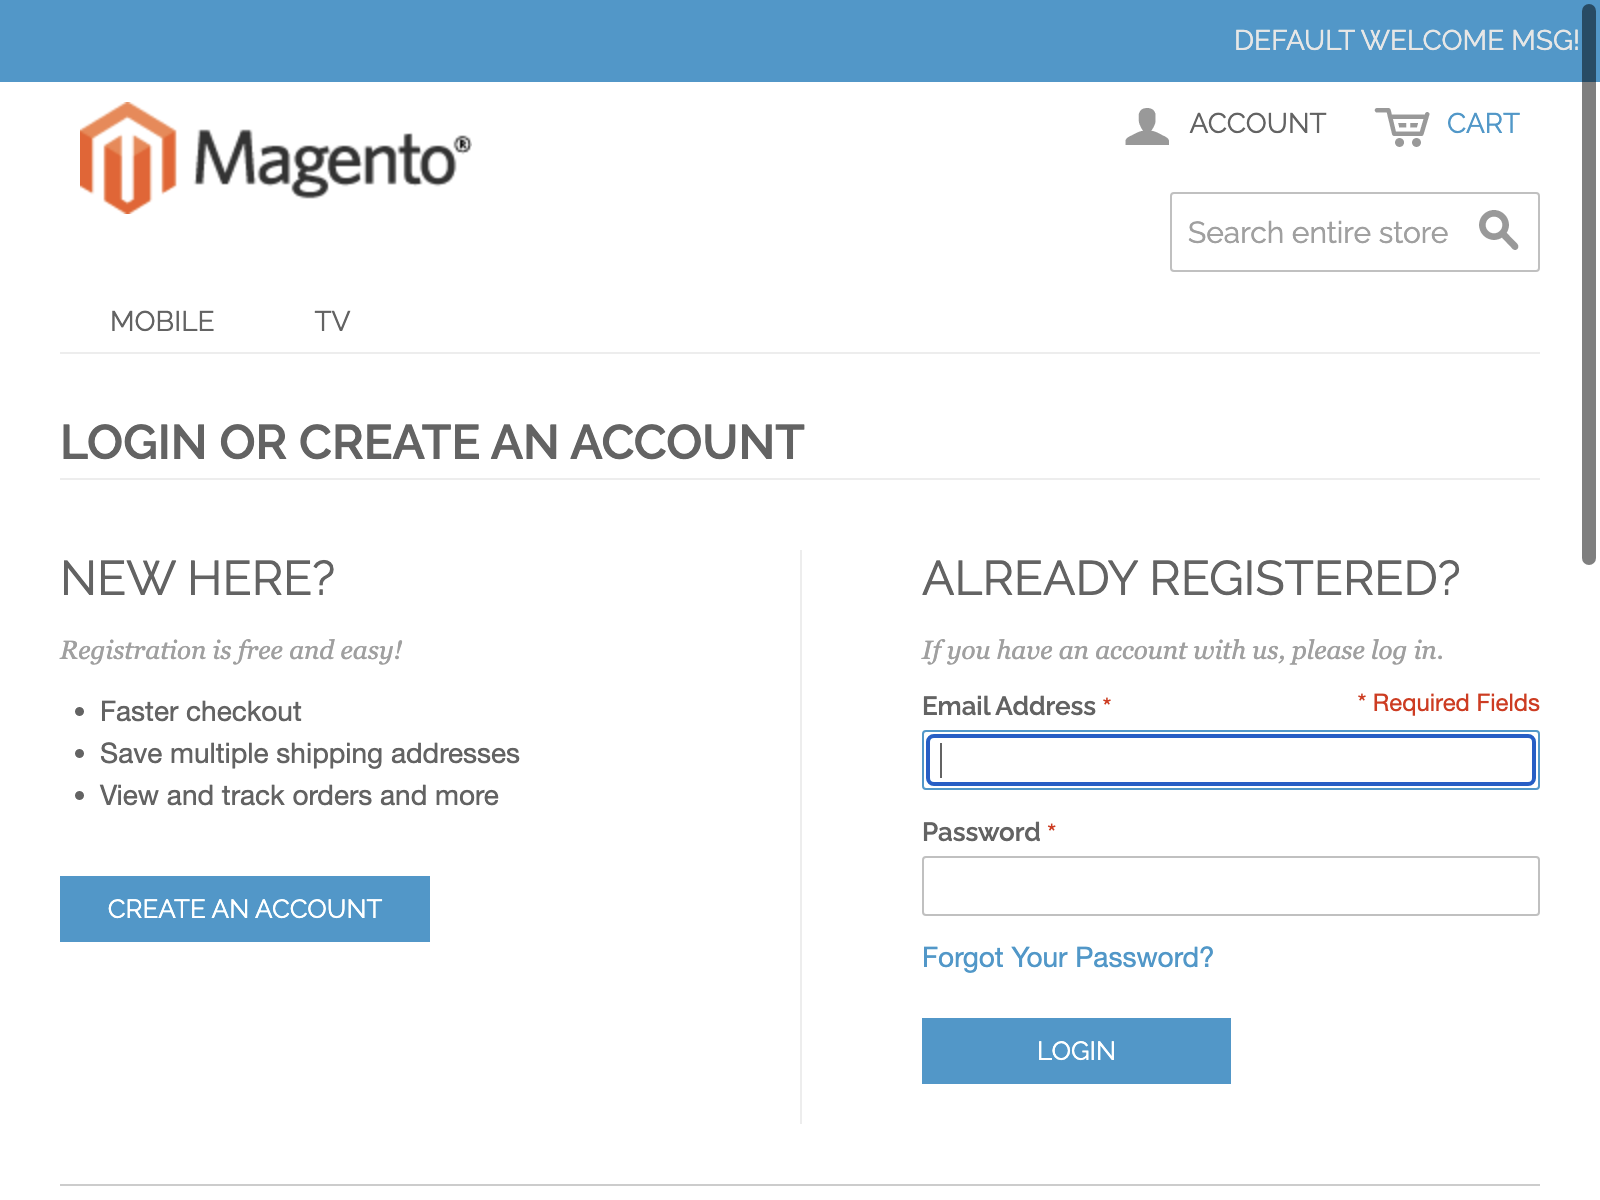 DEFAULT WELCOME MSG!
Magento®
ACCOUNT
CART
Search entire store
MOBILE
TV
LOGIN OR CREATE AN ACCOUNT
NEW HERE?
Registration is free and easy!
• Faster checkout
• Save multiple shipping addresses
• View and track orders and more
CREATE AN ACCOUNT
ALREADY REGISTERED?
If you have an account with us, please log in.
Email Address *
* Required Fields
Password *
Forgot Your Password?
LOGIN